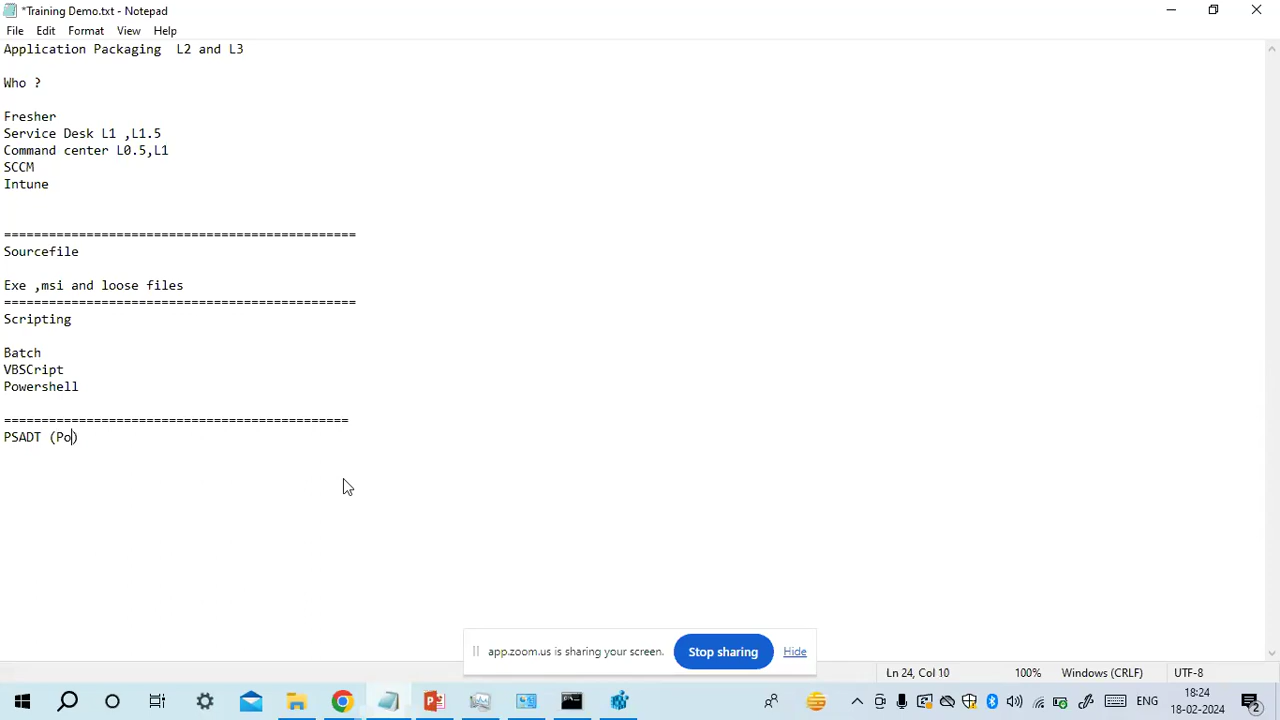 *Training Demo.txt - Notepad
File Edit Format View Help
Application Packaging  L2 and L3
Who ?
Fresher
Service Desk L1 ,L1.5
Command center L0.5,L1
SCCM
Intune
===============================================
Sourcefile
Exe ,msi and loose files
===============================================
Scripting
Batch
VBSCript
Powershell
==============================================
PSADT (Po)
app.zoom.us is sharing your screen. Stop sharing Hide
Ln 24, Col 10 100% Windows (CRLF) UTF-8
ENG
18:24
18-02-2024
2